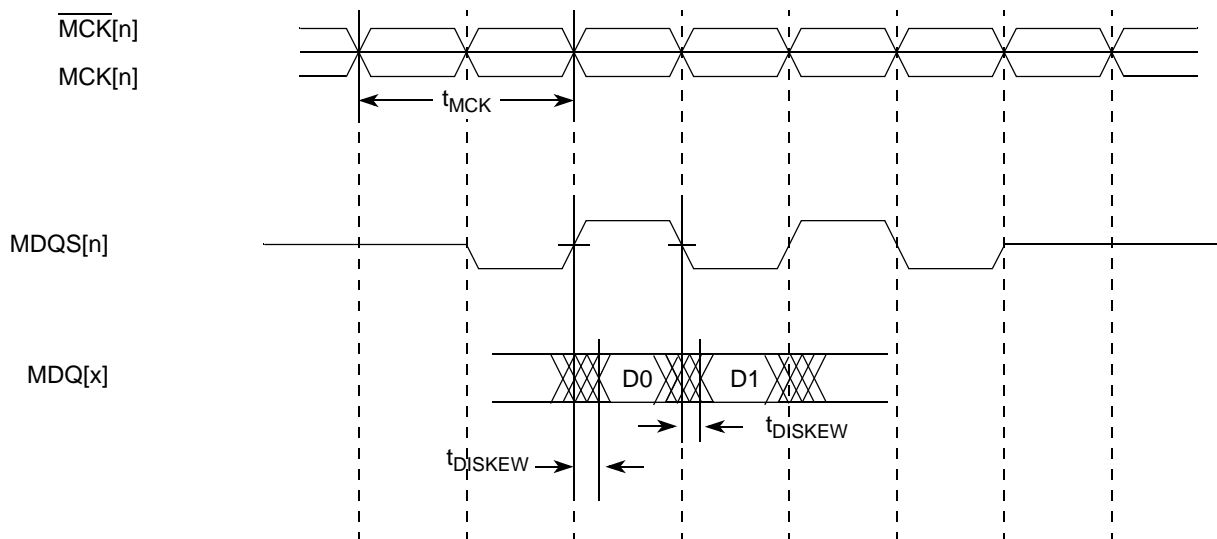 MCK[n]
MCK[n]
tMCK
MDQS[n]
MDQ[x]
D0
D1
tDISKEW
tDISKEW